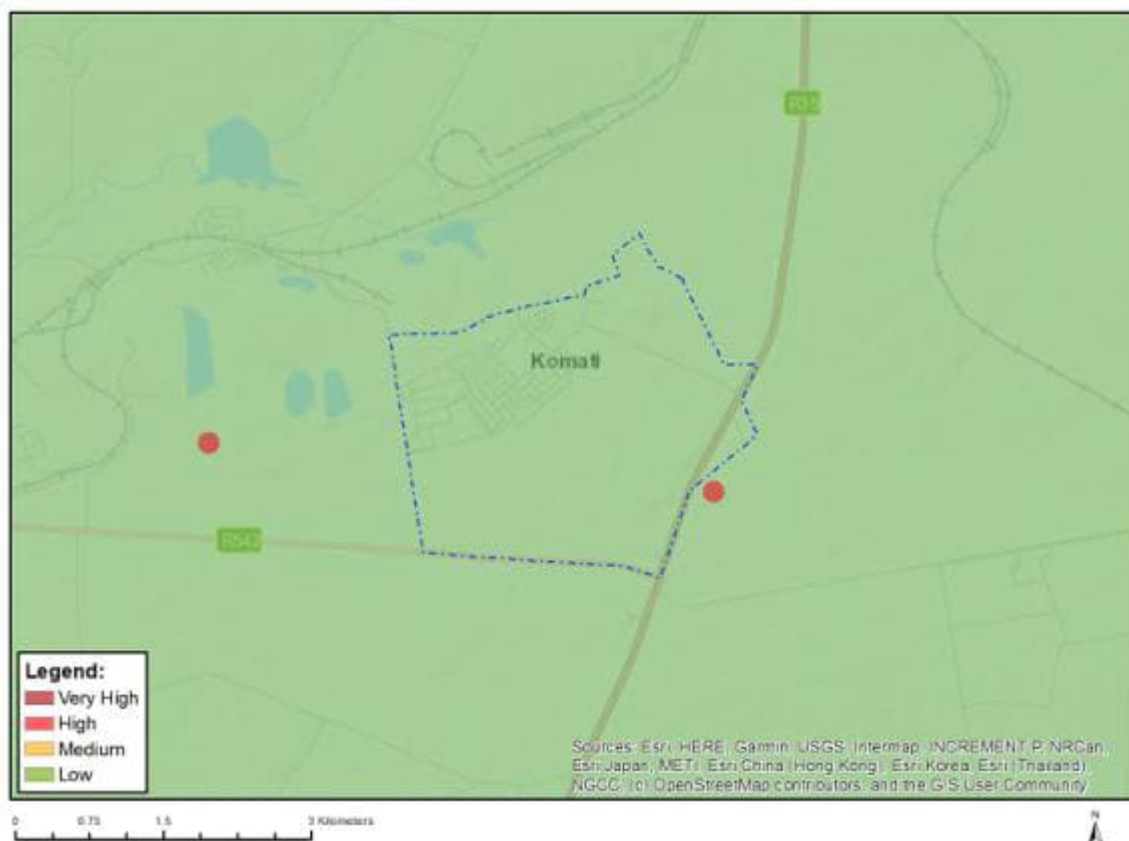 R35
Komati
R542
Legend:
Very High
High
Medium
Low
Sources: Esri, HERE, Garmin, USGS, Intermap, INCREMENT P, NRCan,
Esri Japan, METI, Esri China (Hong Kong), Esri Korea, Esri (Thailand),
NGCC, (c) OpenStreetMap contributors, and the GIS User Community
0 0.75 1.5 3 Kilometers
N